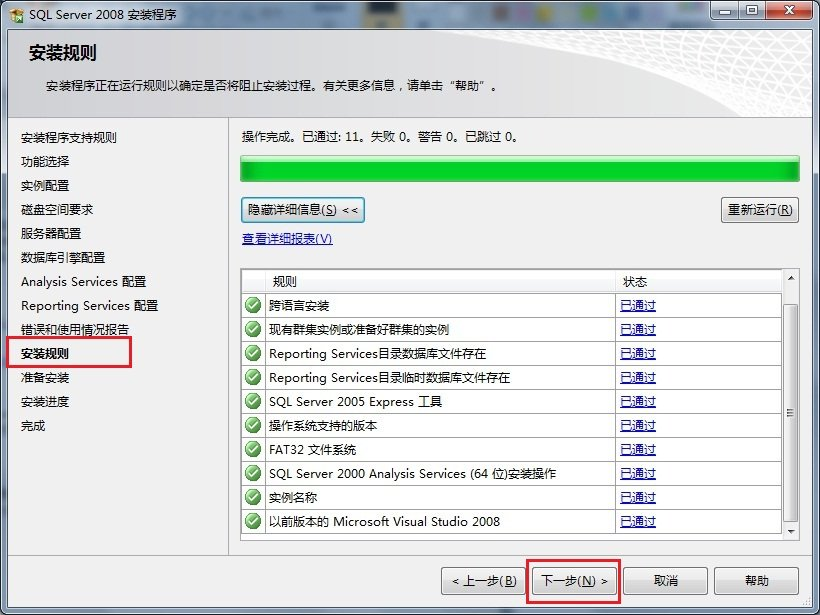 SQL Server 2008 安装程序
安装规则
安装程序正在运行规则以确定是否将阻止安装过程。有关更多信息，请单击“帮助”。
安装程序支持规则
功能选择
实例配置
磁盘空间要求
服务器配置
数据库引擎配置
Analysis Services 配置
Reporting Services 配置
错误和使用情况报告
安装规则
准备安装
安装进度
完成
操作完成。已通过: 11。失败 0。警告 0。已跳过 0。
隐藏详细信息(S) <<
重新运行(R)
查看详细报表(V)
规则 状态
跨语言安装 已通过
现有群集实例或准备好群集的实例 已通过
Reporting Services目录数据库文件存在 已通过
Reporting Services目录临时数据库文件存在 已通过
SQL Server 2005 Express 工具 已通过
操作系统支持的版本 已通过
FAT32 文件系统 已通过
SQL Server 2000 Analysis Services (64 位)安装操作 已通过
实例名称 已通过
以前版本的 Microsoft Visual Studio 2008 已通过
< 上一步(B) 下一步(N) > 取消 帮助